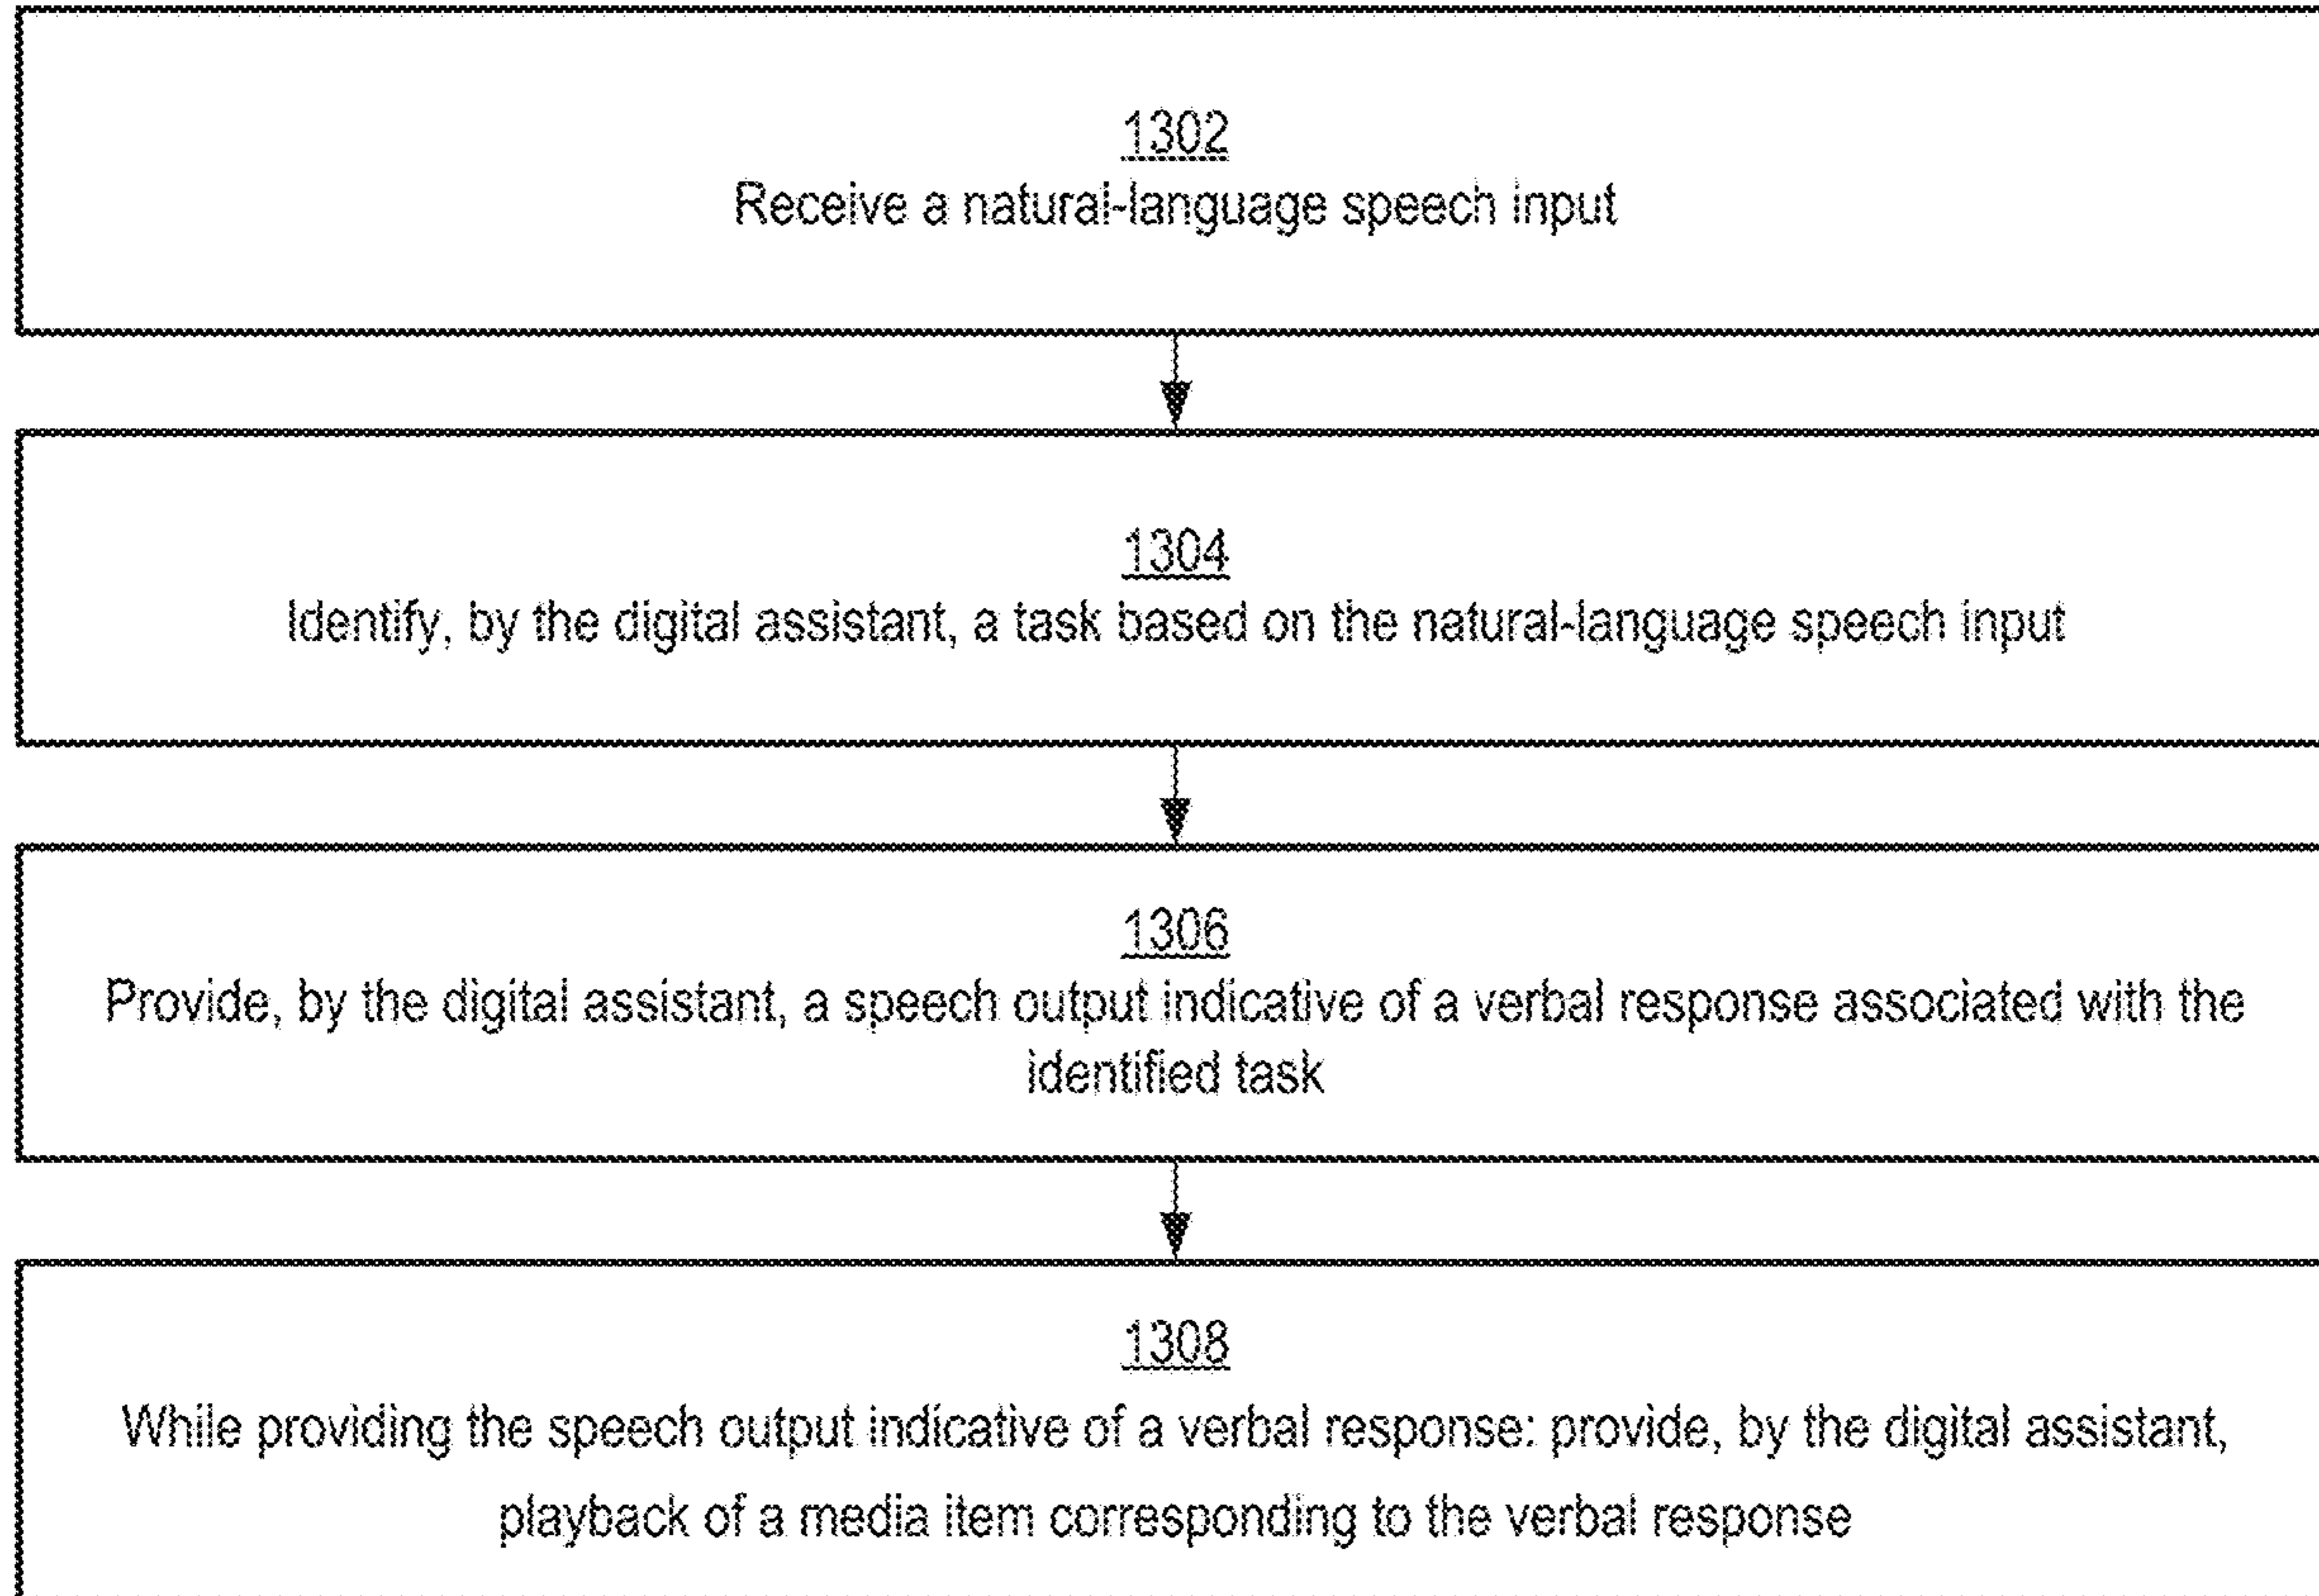 1302
Receive a natural-language speech input
1304
Identify, by the digital assistant, a task based on the natural-language speech input
1306
Provide, by the digital assistant, a speech output indicative of a verbal response associated with the
identified task
1308
While providing the speech output indicative of a verbal response: provide, by the digital assistant,
playback of a media item corresponding to the verbal response